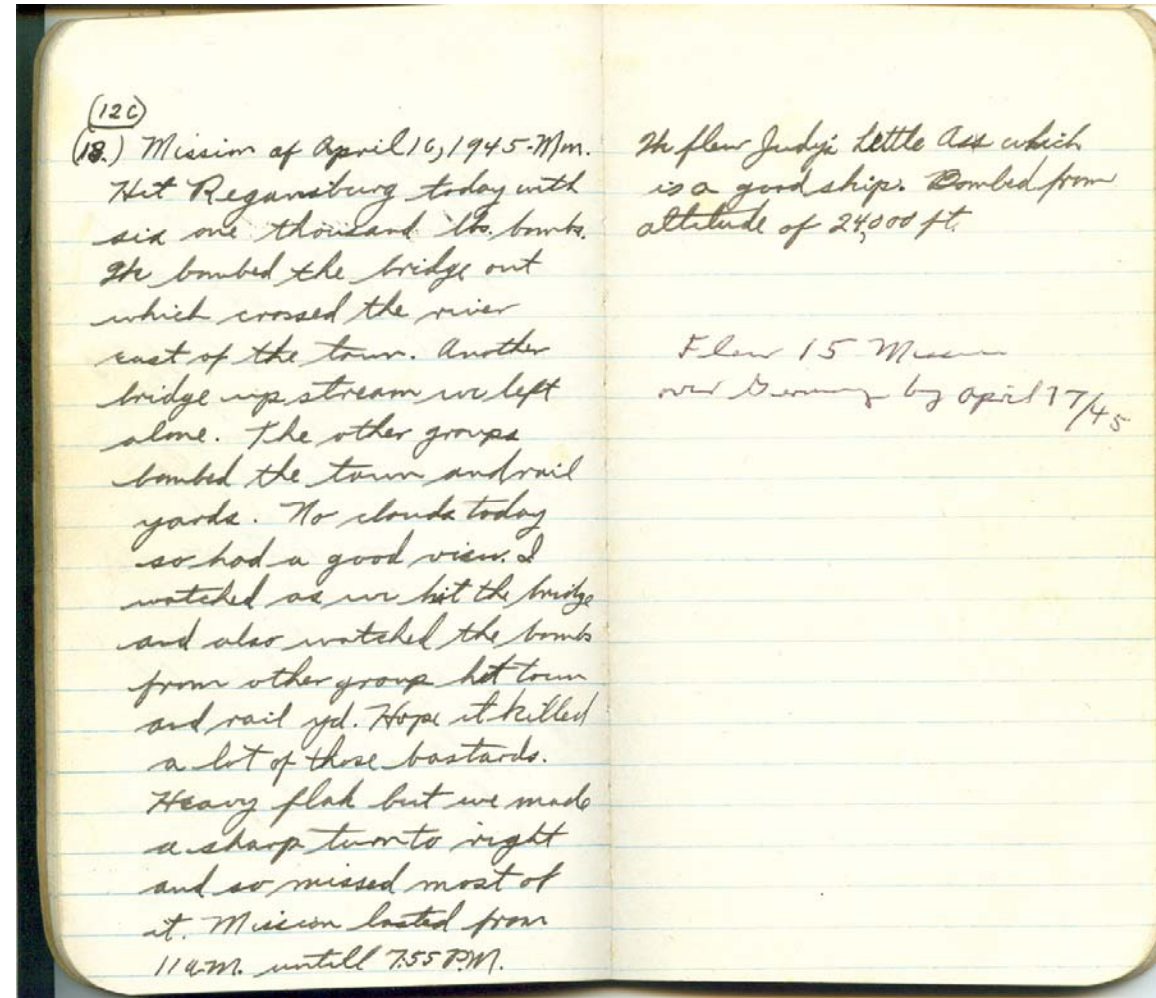 (12C)
(18.) Mission of April 16, 1945-Mon.
Hit Regansburg today with
six one thousand lbs. bombs.
We bombed the bridge out
which crossed the river
east of the town. Another
bridge up stream we left
alone. The other groups
bombed the town and rail
yards. No clouds today
so had a good view. I
watched as we hit the bridge
and also watched the bombs
from other group hit town
and rail yd. Hope it killed
a lot of those bastards.
Heavy flak but we made
a sharp turn to right
and so missed most of
it. Mission lasted from
11 a.m. untill 7:55 P.M.
We flew Judy's Little Ass which
is a good ship. Bombed from
altitude of 24,000 ft.
Flew 15 Mission
over Germany by April 17/45